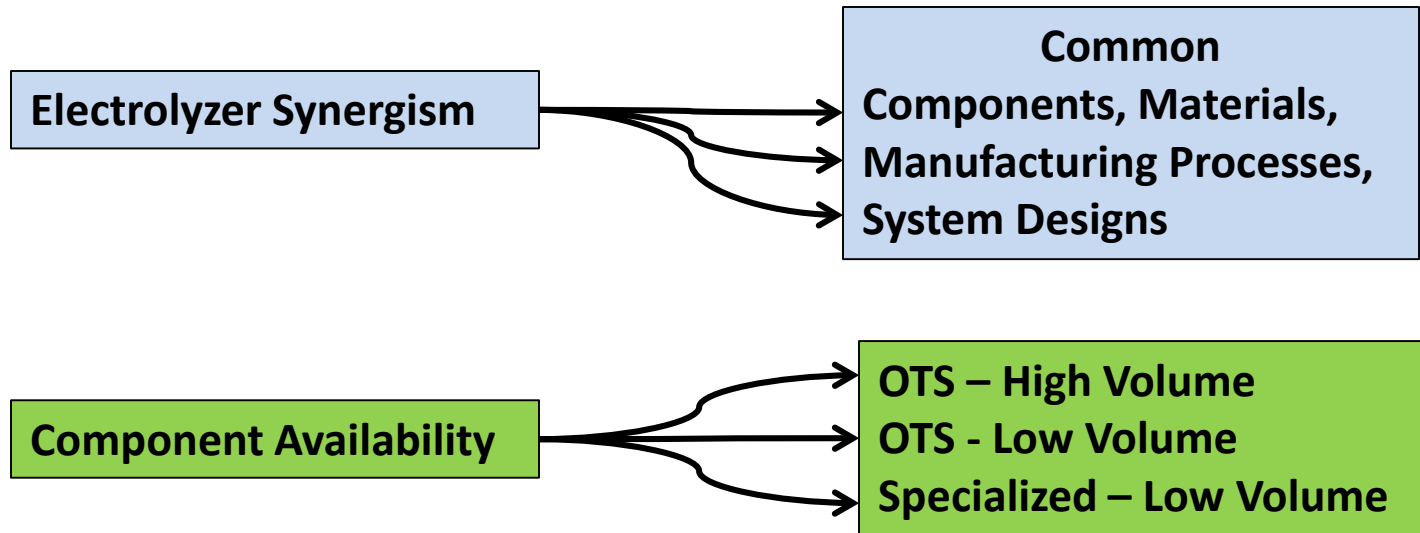 Electrolyzer Synergism
Common
Components, Materials,
Manufacturing Processes,
System Designs
Component Availability
OTS – High Volume
OTS - Low Volume
Specialized – Low Volume